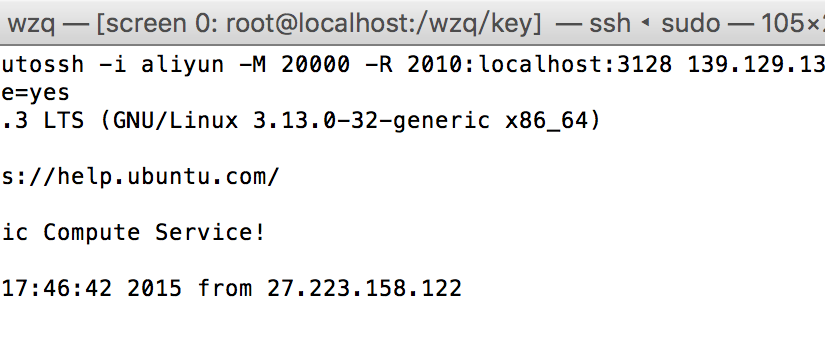 wzq — [screen 0: root@localhost:/wzq/key] — ssh ◂ sudo — 105×
utossh -i aliyun -M 20000 -R 2010:localhost:3128 139.129.13
e=yes
.3 LTS (GNU/Linux 3.13.0-32-generic x86_64)
s://help.ubuntu.com/
ic Compute Service!
17:46:42 2015 from 27.223.158.122